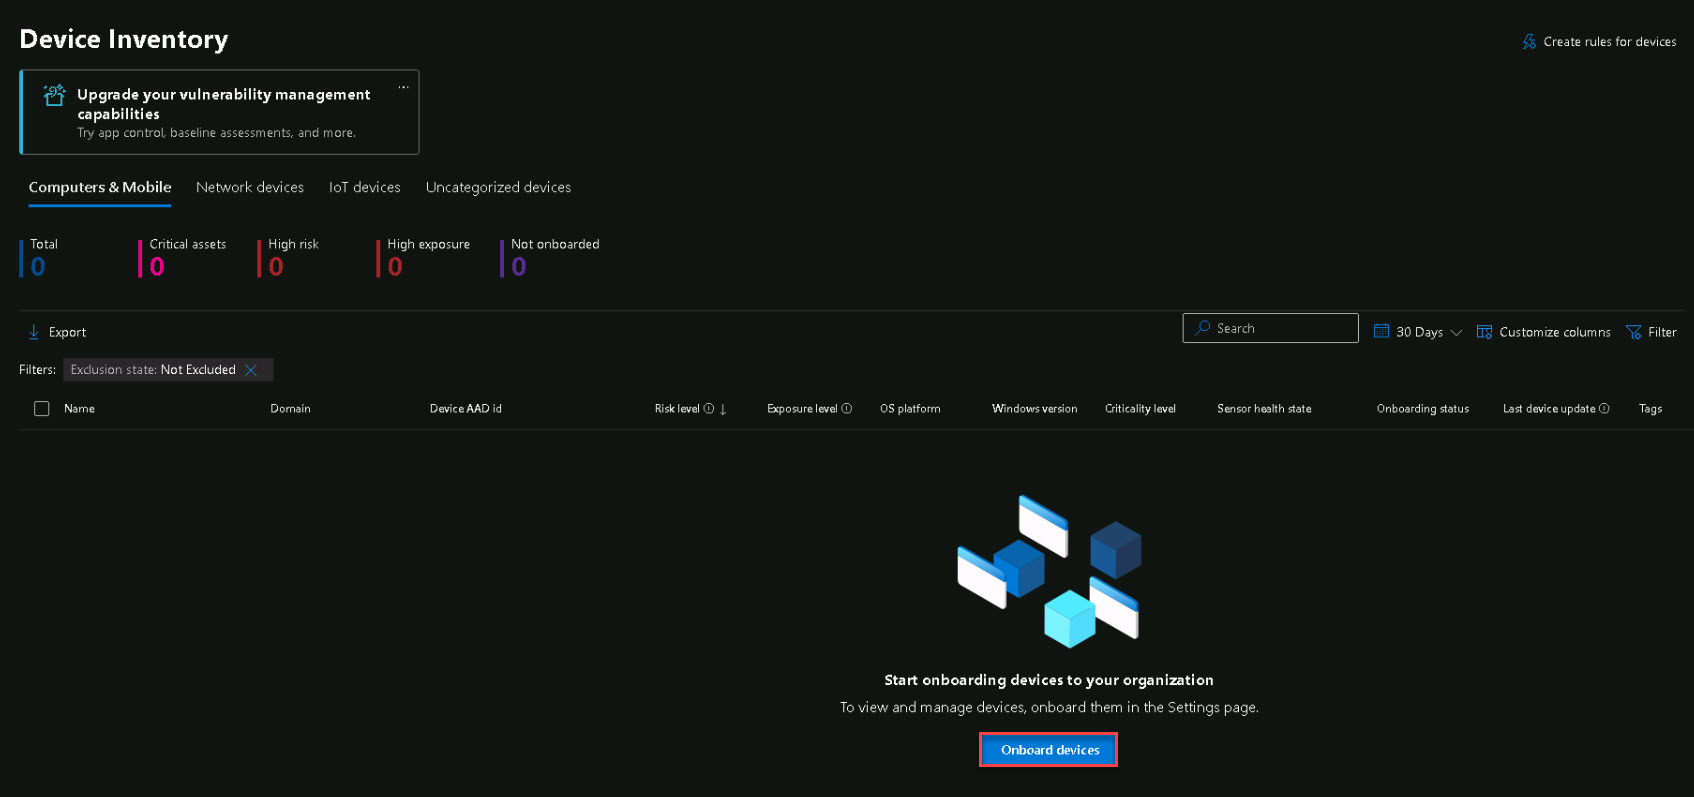 Device Inventory
Create rules for devices
Upgrade your vulnerability management
capabilities
Try app control, baseline assessments, and more.
Computers & Mobile Network devices IoT devices Uncategorized devices
Total Critical assets High risk High exposure Not onboarded
0 0 0 0 0
Export Search 30 Days Customize columns Filter
Filters: Exclusion state: Not Excluded
Name Domain Device AAD id Risk level Exposure level OS platform Windows version Criticality level Sensor health state Onboarding status Last device update Tags
Start onboarding devices to your organization
To view and manage devices, onboard them in the Settings page.
Onboard devices